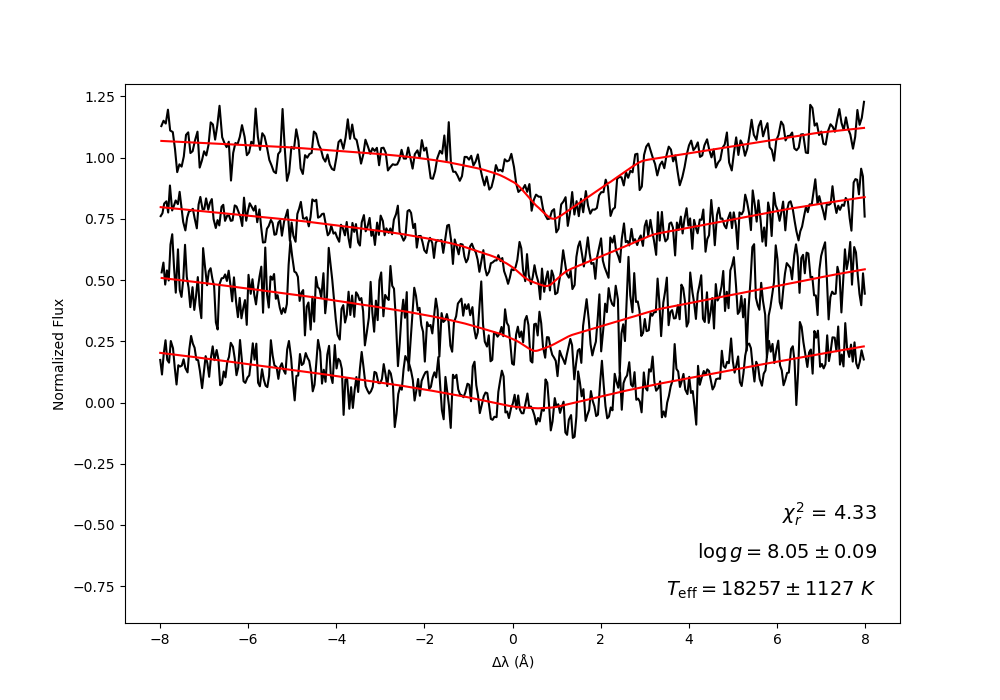 1.25
1.00
0.75
0.50
0.25
0.00
−0.25
−0.50
−0.75
Normalized Flux
χ²ᵣ = 4.33
log g = 8.05 ± 0.09
T_eff = 18257 ± 1127 K
−8 −6 −4 −2 0 2 4 6 8
Δλ (Å)